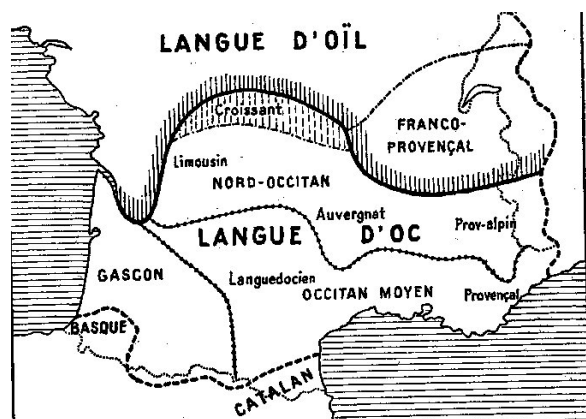 LANGUE D'OÏL
Croissant
FRANCO-
PROVENÇAL
Limousin
NORD-OCCITAN
Auvergnat
Prov-alpin
LANGUE D'OC
GASCON
Languedocien
OCCITAN MOYEN
Provençal
BASQUE
CATALAN